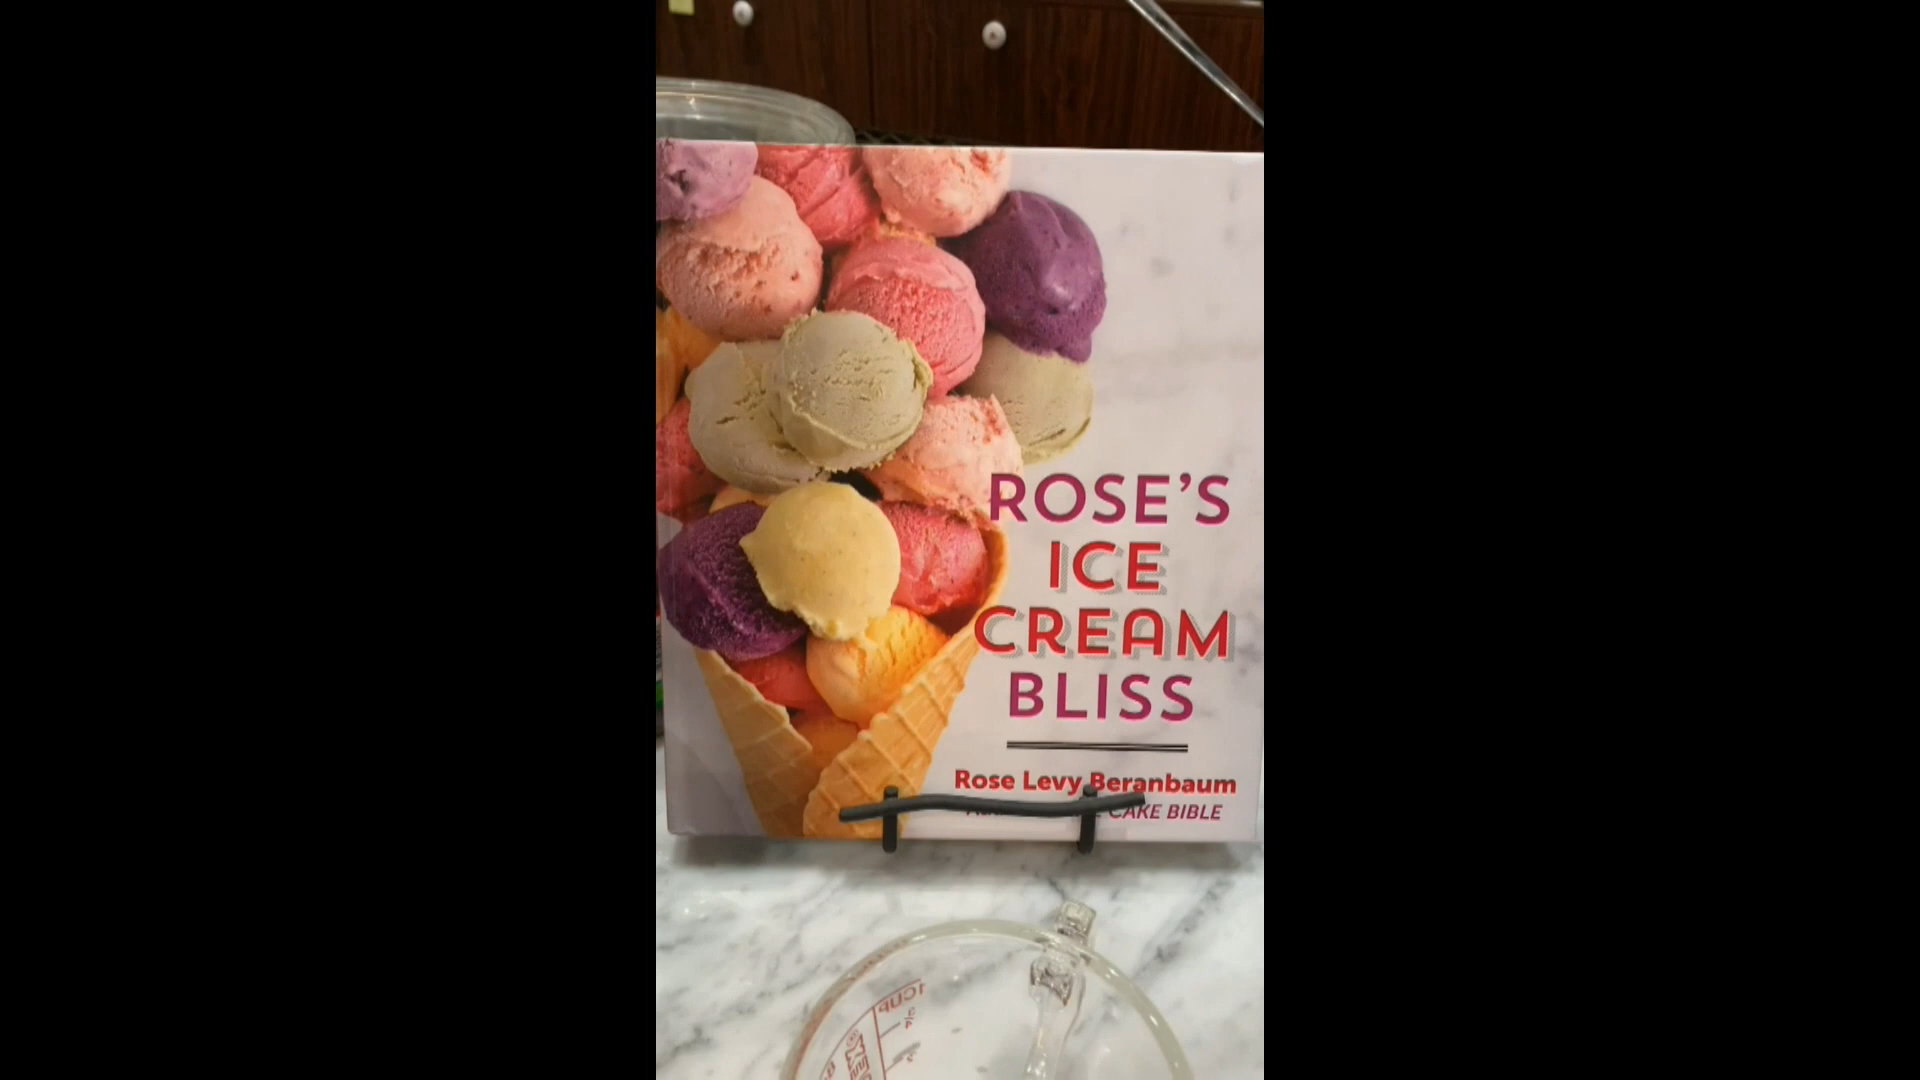 ROSE'S
ICE
CREAM
BLISS
Rose Levy Beranbaum
CAKE BIBLE
1 CUP